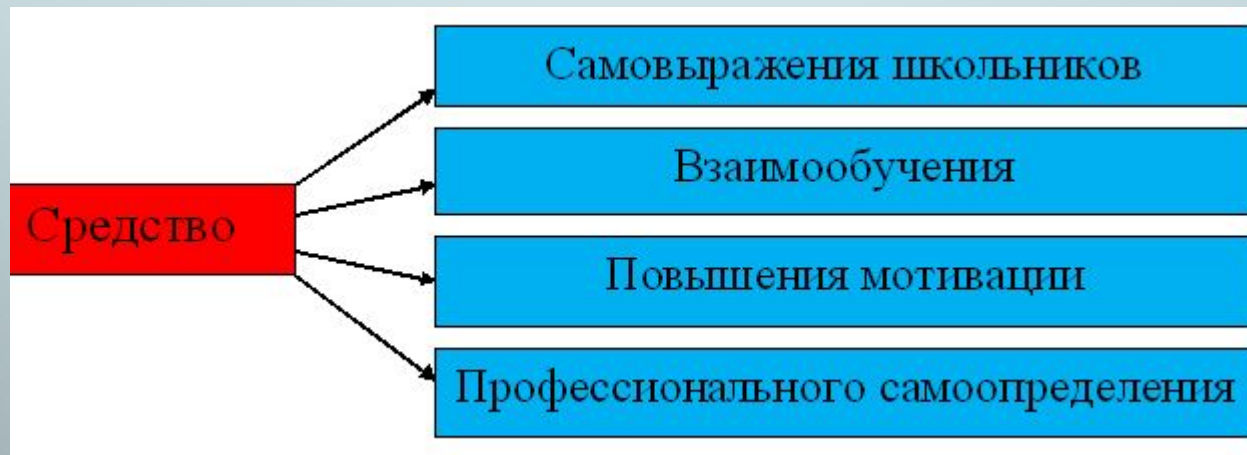 Средство
Самовыражения школьников
Взаимообучения
Повышения мотивации
Профессионального самоопределения